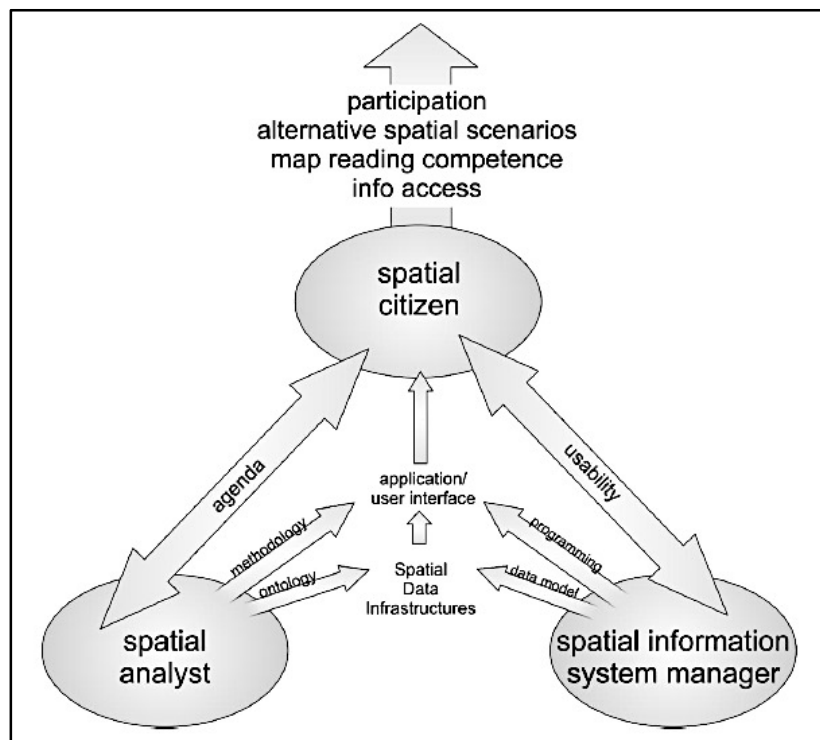 participation
alternative spatial scenarios
map reading competence
info access
spatial
citizen
agenda
usability
application/
user interface
methodology
programming
ontology
data model
Spatial
Data
Infrastructures
spatial
analyst
spatial information
system manager